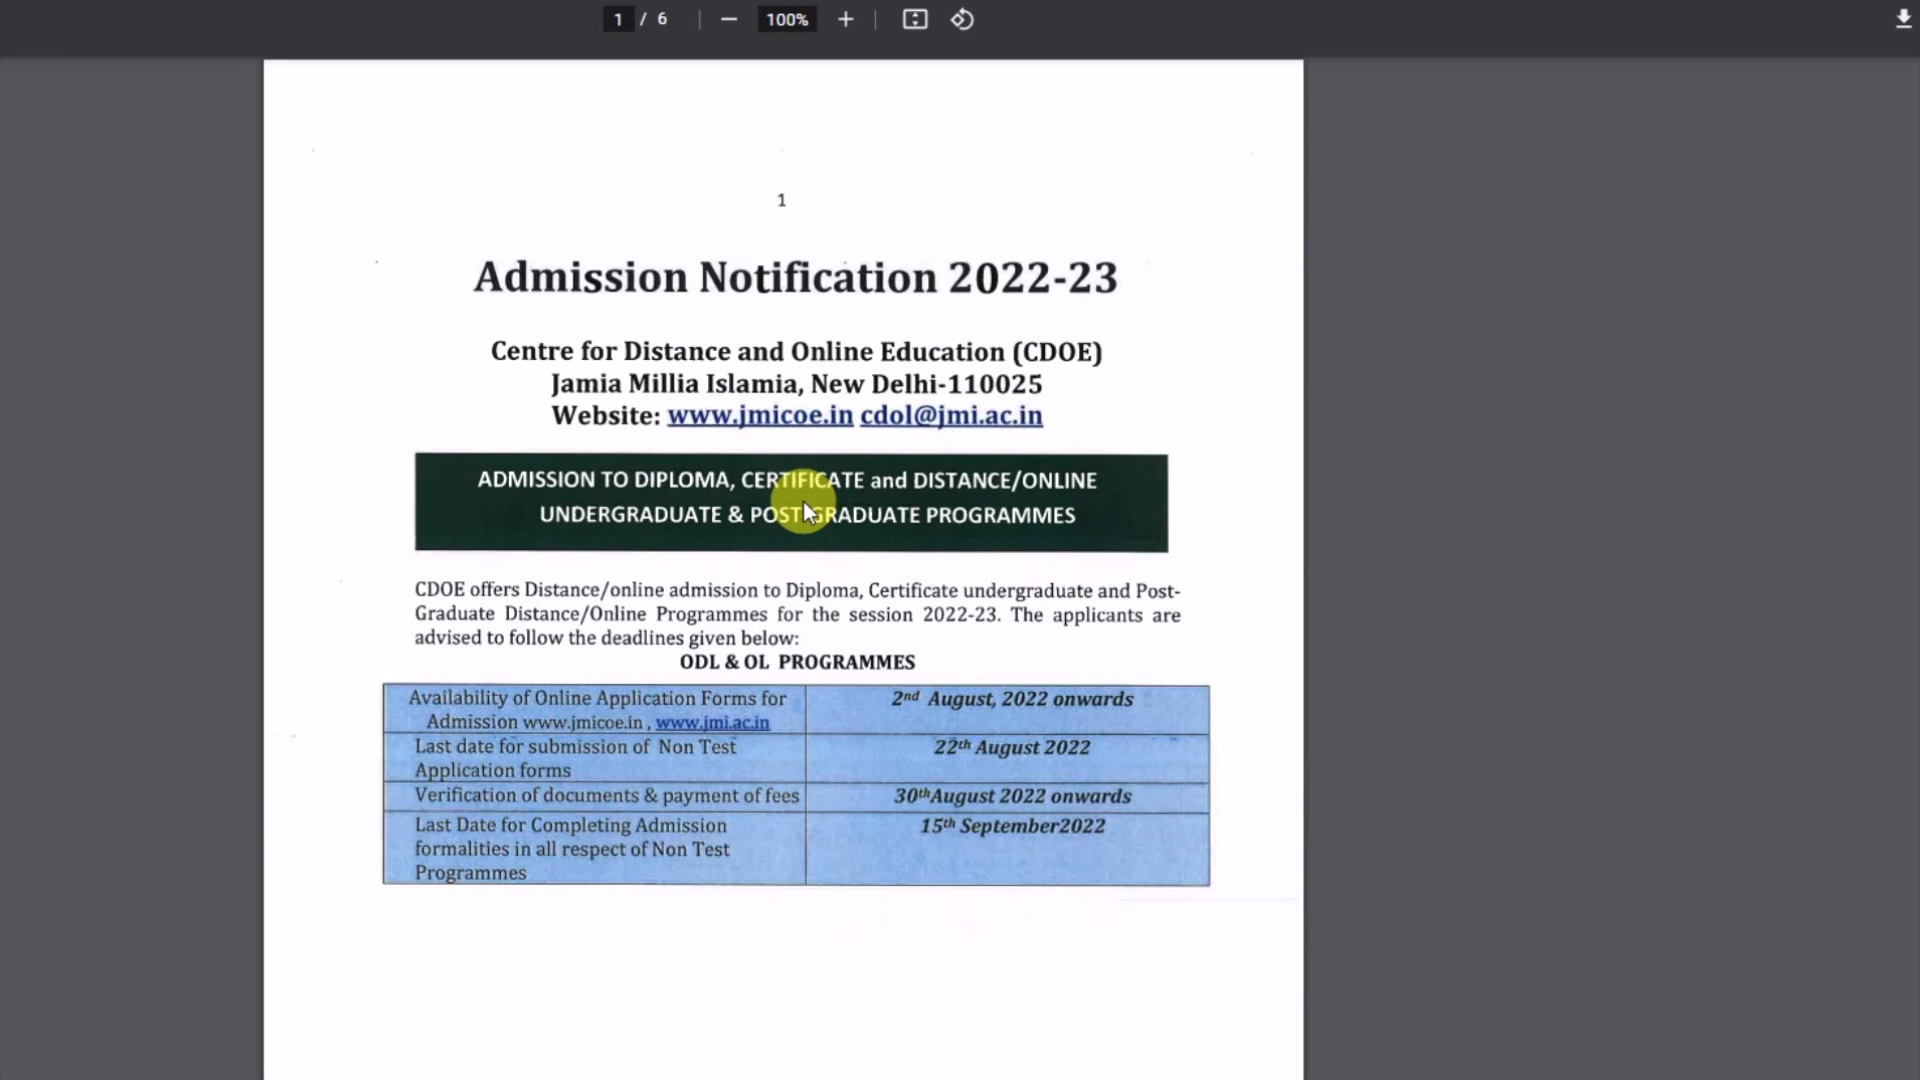 1 / 6 100%
1
Admission Notification 2022-23
Centre for Distance and Online Education (CDOE)
Jamia Millia Islamia, New Delhi-110025
Website: www.jmicoe.in cdol@jmi.ac.in
ADMISSION TO DIPLOMA, CERTIFICATE and DISTANCE/ONLINE
UNDERGRADUATE & POST-GRADUATE PROGRAMMES
CDOE offers Distance/online admission to Diploma, Certificate undergraduate and Post-
Graduate Distance/Online Programmes for the session 2022-23. The applicants are
advised to follow the deadlines given below:
ODL & OL PROGRAMMES
Availability of Online Application Forms for
Admission www.jmicoe.in , www.jmi.ac.in
2nd August, 2022 onwards
Last date for submission of Non Test
Application forms
22th August 2022
Verification of documents & payment of fees
30thAugust 2022 onwards
Last Date for Completing Admission
formalities in all respect of Non Test
Programmes
15th September2022